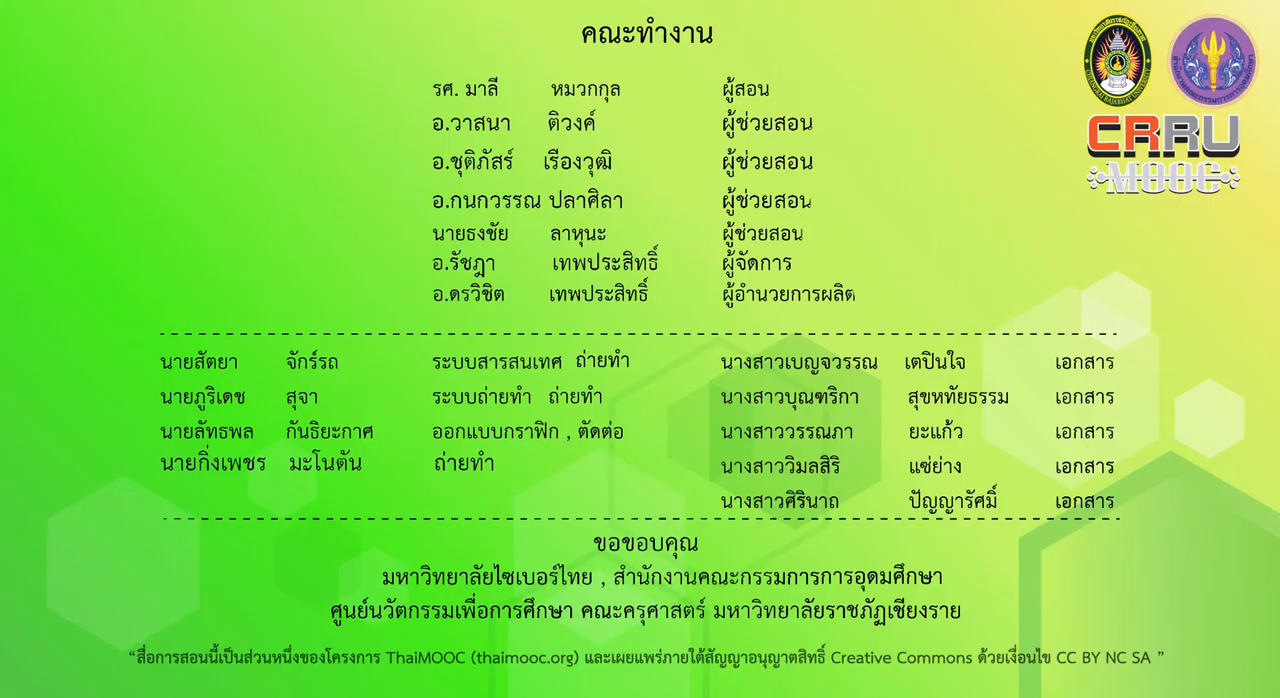 คณะทำงาน
รศ. มาลี หมวกกุล ผู้สอน
อ.วาสนา ติวงค์ ผู้ช่วยสอน
อ.ชุติภัสร์ เรืองวุฒิ ผู้ช่วยสอน
อ.กนกวรรณ ปลาศิลา ผู้ช่วยสอน
นายธงชัย ลาหุนะ ผู้ช่วยสอน
อ.รัชฎา เทพประสิทธิ์ ผู้จัดการ
อ.ดรวิชิต เทพประสิทธิ์ ผู้อำนวยการผลิต
CRRU
MOOC
นายสัตยา จักร์รถ ระบบสารสนเทศ ถ่ายทำ นางสาวเบญจวรรณ เตปินใจ เอกสาร
นายภูริเดช สุจา ระบบถ่ายทำ ถ่ายทำ นางสาวบุณฑริกา สุขหทัยธรรม เอกสาร
นายลัทธพล กันธิยะกาศ ออกแบบกราฟิก , ตัดต่อ นางสาววรรณภา ยะแก้ว เอกสาร
นายกิ่งเพชร มะโนตัน ถ่ายทำ นางสาววิมลสิริ แซ่ย่าง เอกสาร
นางสาวศิรินาถ ปัญญารัศมิ์ เอกสาร
ขอขอบคุณ
มหาวิทยาลัยไซเบอร์ไทย , สำนักงานคณะกรรมการการอุดมศึกษา
ศูนย์นวัตกรรมเพื่อการศึกษา คณะครุศาสตร์ มหาวิทยาลัยราชภัฏเชียงราย
“สื่อการสอนนี้เป็นส่วนหนึ่งของโครงการ ThaiMOOC (thaimooc.org) และเผยแพร่ภายใต้สัญญาอนุญาตสิทธิ์ Creative Commons ด้วยเงื่อนไข CC BY NC SA ”